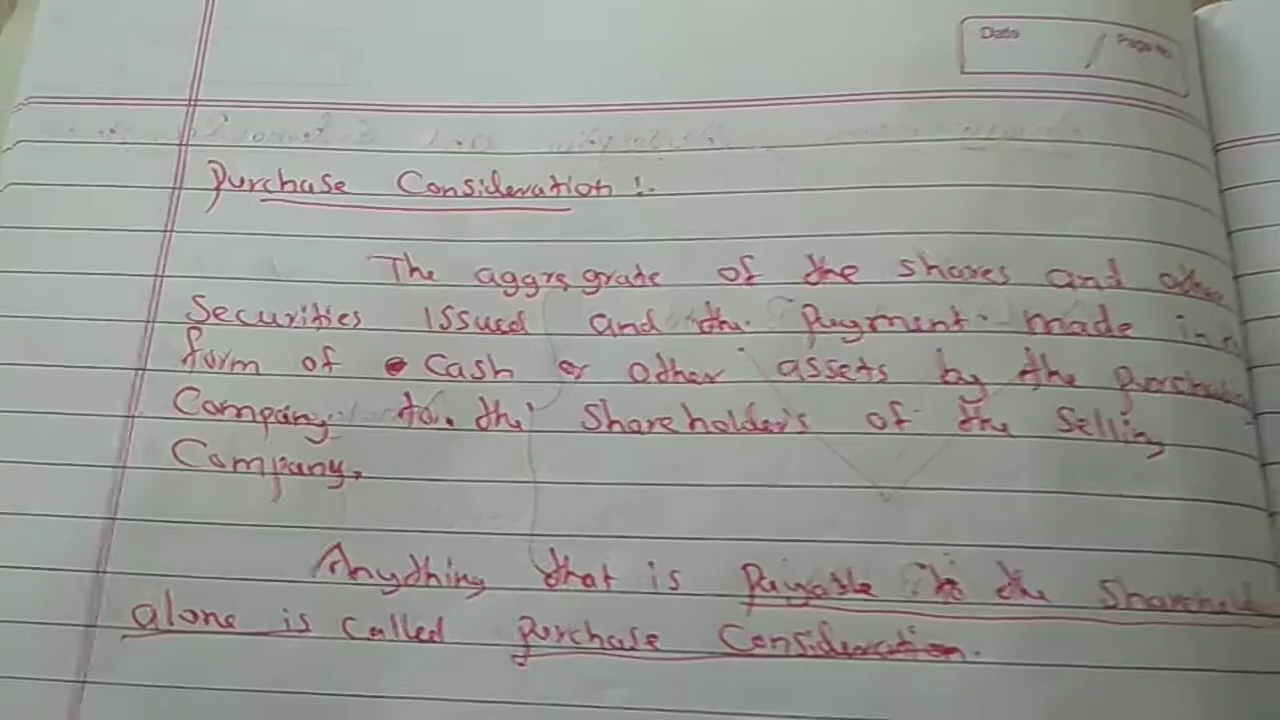 Date / Page No.
Purchase Consideration :-
The aggregrate of the shares and other
Securities issued and the Payment made in
form of Cash or other assets by the purchasing
Company to the Shareholders of the Selling
Company.
Anything that is Payable to the Sharehold
alone is Called purchase Consideration.